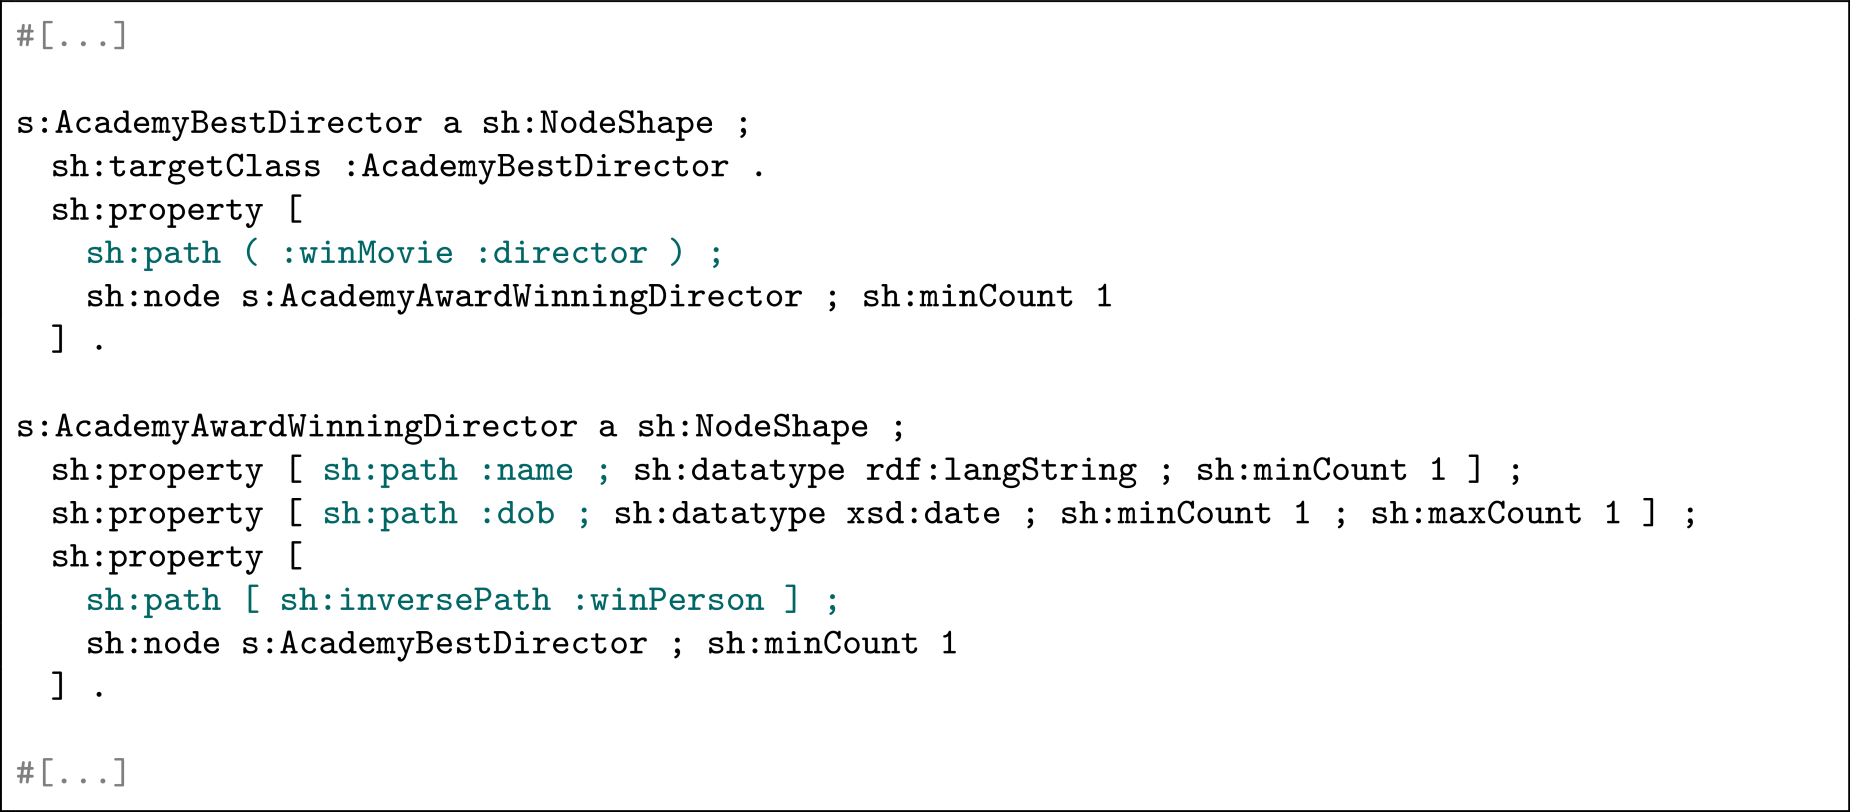 #[...]
s:AcademyBestDirector a sh:NodeShape ;
sh:targetClass :AcademyBestDirector .
sh:property [
sh:path ( :winMovie :director ) ;
sh:node s:AcademyAwardWinningDirector ; sh:minCount 1
] .
s:AcademyAwardWinningDirector a sh:NodeShape ;
sh:property [ sh:path :name ; sh:datatype rdf:langString ; sh:minCount 1 ] ;
sh:property [ sh:path :dob ; sh:datatype xsd:date ; sh:minCount 1 ; sh:maxCount 1 ] ;
sh:property [
sh:path [ sh:inversePath :winPerson ] ;
sh:node s:AcademyBestDirector ; sh:minCount 1
] .
#[...]